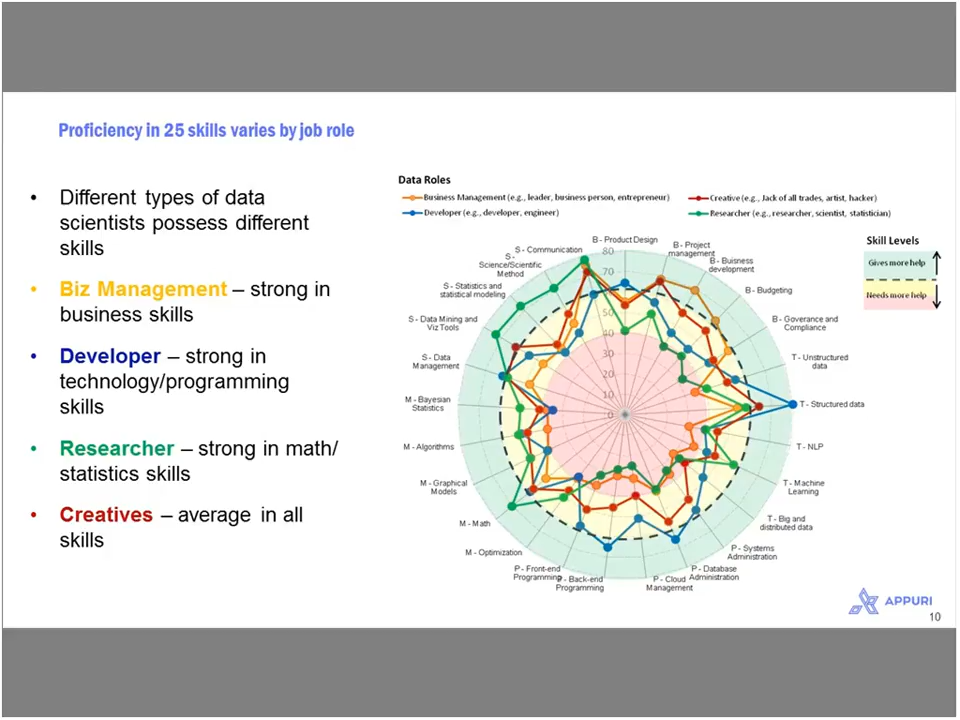 Proficiency in 25 skills varies by job role
• Different types of data
scientists possess different
skills
• Biz Management – strong in
business skills
• Developer – strong in
technology/programming
skills
• Researcher – strong in math/
statistics skills
• Creatives – average in all
skills
Data Roles
Business Management (e.g., leader, business person, entrepreneur)
Creative (e.g., Jack of all trades, artist, hacker)
Developer (e.g., developer, engineer)
Researcher (e.g., researcher, scientist, statistician)
Skill Levels
Gives more help
Needs more help
B - Product Design
B - Project
management
B - Buisness
development
B - Budgeting
B - Goverance and
Compliance
T - Unstructured
data
T - Structured data
T - NLP
T - Machine
Learning
T - Big and
distributed data
P - Systems
Administration
P - Database
Administration
P - Cloud
Management
P - Back-end
Programming
P - Front-end
Programming
M - Optimization
M - Math
M - Graphical
Models
M - Algorithms
M - Bayesian
Statistics
S - Data
Management
S - Data Mining and
Viz Tools
S - Statistics and
statistical modeling
S -
Science/Scientific
Method
S - Communication
80
70
50
40
30
20
10
0
APPURI
10